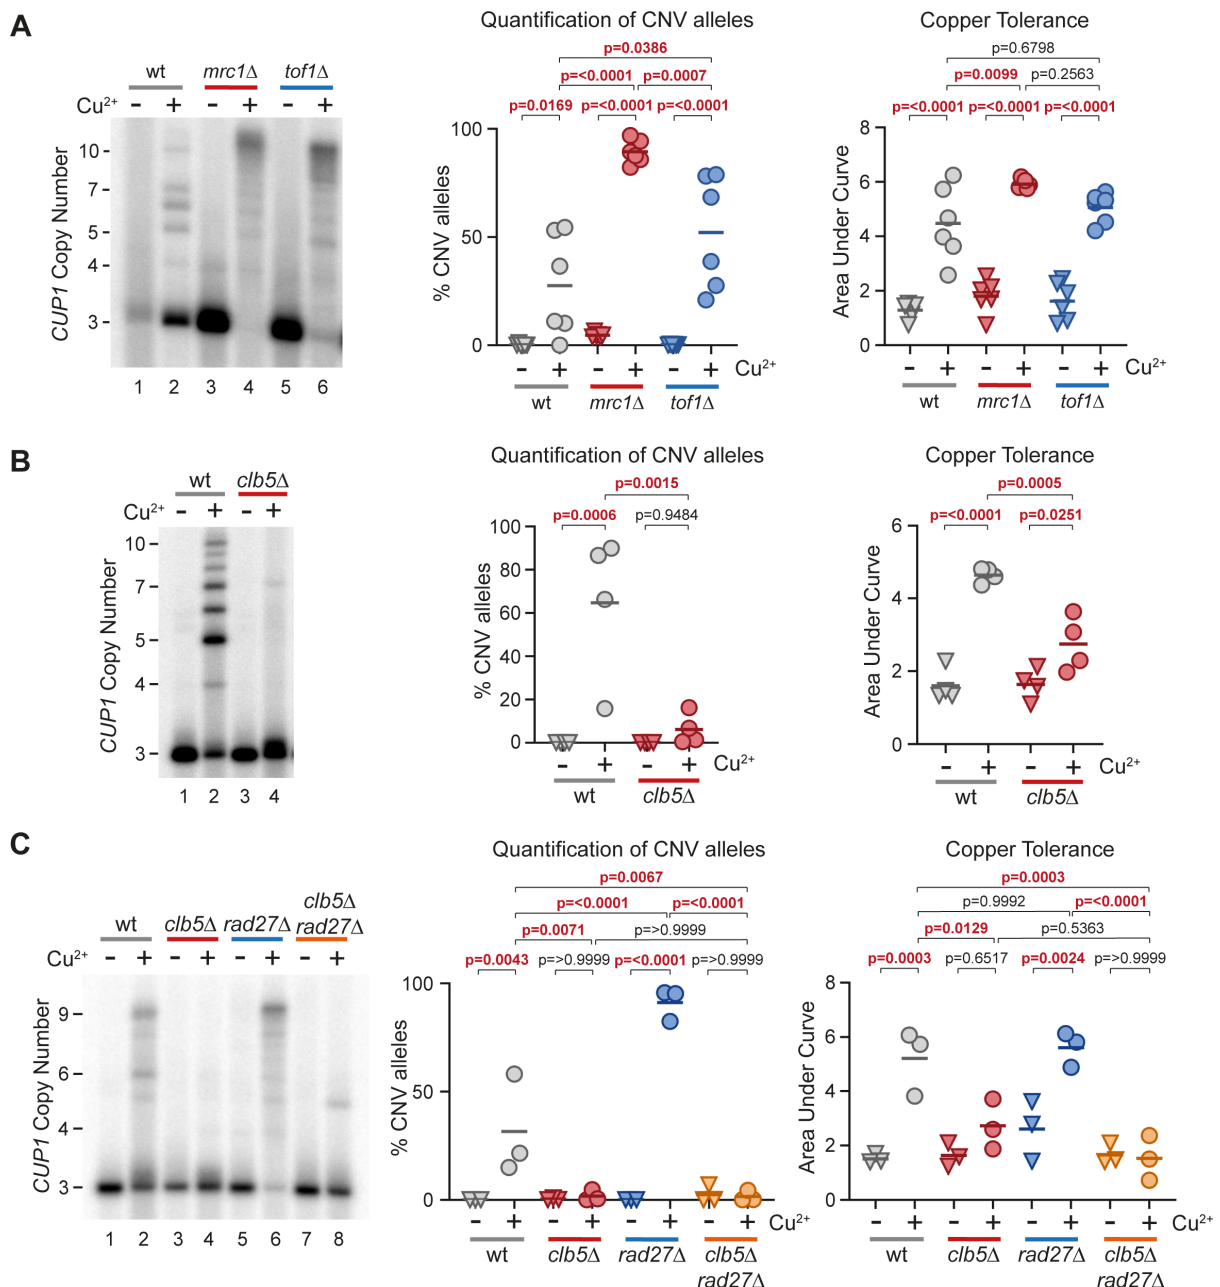 A
wt mrc1Δ tof1Δ
Cu²⁺ - + - + - +
CUP1 Copy Number
10
7
5
4
3
1 2 3 4 5 6
Quantification of CNV alleles
p=0.0386
p=<0.0001 p=0.0007
p=0.0169 p=<0.0001 p=<0.0001
% CNV alleles
100
50
0
- + - + - + Cu²⁺
wt mrc1Δ tof1Δ
Copper Tolerance
p=0.6798
p=0.0099 p=0.2563
p=<0.0001 p=<0.0001 p=<0.0001
Area Under Curve
8
6
4
2
0
- + - + - + Cu²⁺
wt mrc1Δ tof1Δ
B
wt clb5Δ
Cu²⁺ - + - +
CUP1 Copy Number
10
7
6
5
4
3
1 2 3 4
Quantification of CNV alleles
p=0.0015
p=0.0006 p=0.9484
% CNV alleles
100
80
60
40
20
0
- + - + Cu²⁺
wt clb5Δ
Copper Tolerance
p=0.0005
p=<0.0001 p=0.0251
Area Under Curve
6
4
2
0
- + - + Cu²⁺
wt clb5Δ
C
wt clb5Δ rad27Δ clb5Δ
rad27Δ
Cu²⁺ - + - + - + - +
CUP1 Copy Number
9
6
4
3
1 2 3 4 5 6 7 8
Quantification of CNV alleles
p=0.0067
p=<0.0001 p=<0.0001
p=0.0071 p=>0.9999
p=0.0043 p=>0.9999 p=<0.0001 p=>0.9999
% CNV alleles
100
50
0
- + - + - + - + Cu²⁺
wt clb5Δ rad27Δ clb5Δ
rad27Δ
Copper Tolerance
p=0.0003
p=0.9992 p=<0.0001
p=0.0129 p=0.5363
p=0.0003 p=0.6517 p=0.0024 p=>0.9999
Area Under Curve
8
6
4
2
0
- + - + - + - + Cu²⁺
wt clb5Δ rad27Δ clb5Δ
rad27Δ